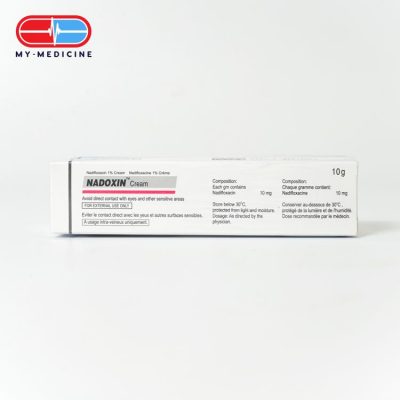 MY-MEDICINE
Nadifloxacin 1% Cream Nadifloxacine 1% Crème
NADOXIN™ Cream
Avoid direct contact with eyes and other sensitive areas
FOR EXTERNAL USE ONLY
Eviter le contact direct avec les yeux et autres surfaces sensibles.
A usage intra-veineux uniquement.
Composition:
Each gm contains
Nadifloxacin 10 mg
Store below 30°C,
protected from light and moisture.
Dosage: As directed by the
physician.
10g
Composition:
Chaque gramme contient:
Nadifloxacine 10 mg
Conserver au-dessous de 30°C,
protégé de la lumière et de l'humidité.
Dose recommandée par le médecin.